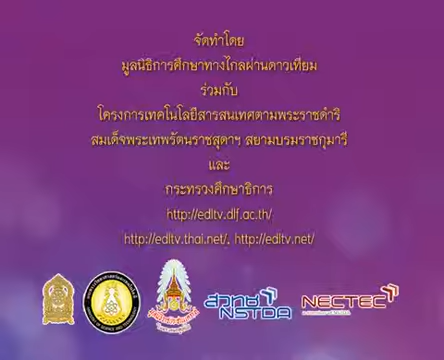 จัดทำโดย
มูลนิธิการศึกษาทางไกลผ่านดาวเทียม
ร่วมกับ
โครงการเทคโนโลยีสารสนเทศตามพระราชดำริ
สมเด็จพระเทพรัตนราชสุดาฯ สยามบรมราชกุมารี
และ
กระทรวงศึกษาธิการ
http://edltv.dlf.ac.th/
http://edltv.thai.net/, http://edltv.net/
สวทช NECTEC
NSTDA